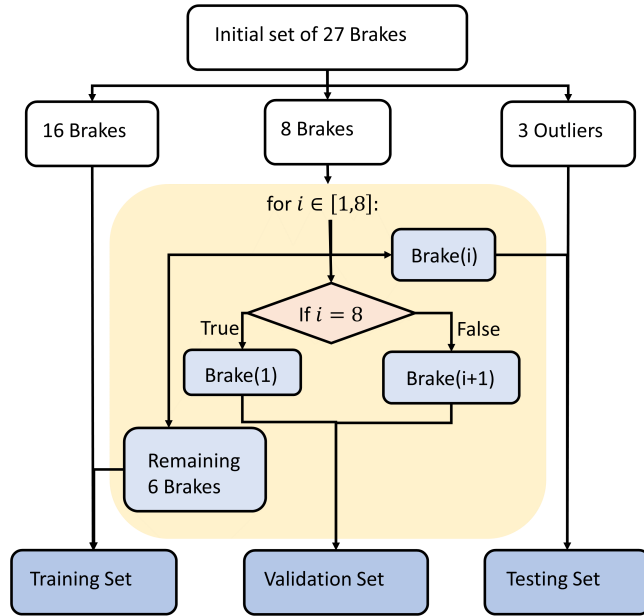 Initial set of 27 Brakes
16 Brakes
8 Brakes
3 Outliers
for i ∈ [1,8]:
Brake(i)
If i = 8
True
False
Brake(1)
Brake(i+1)
Remaining
6 Brakes
Training Set
Validation Set
Testing Set